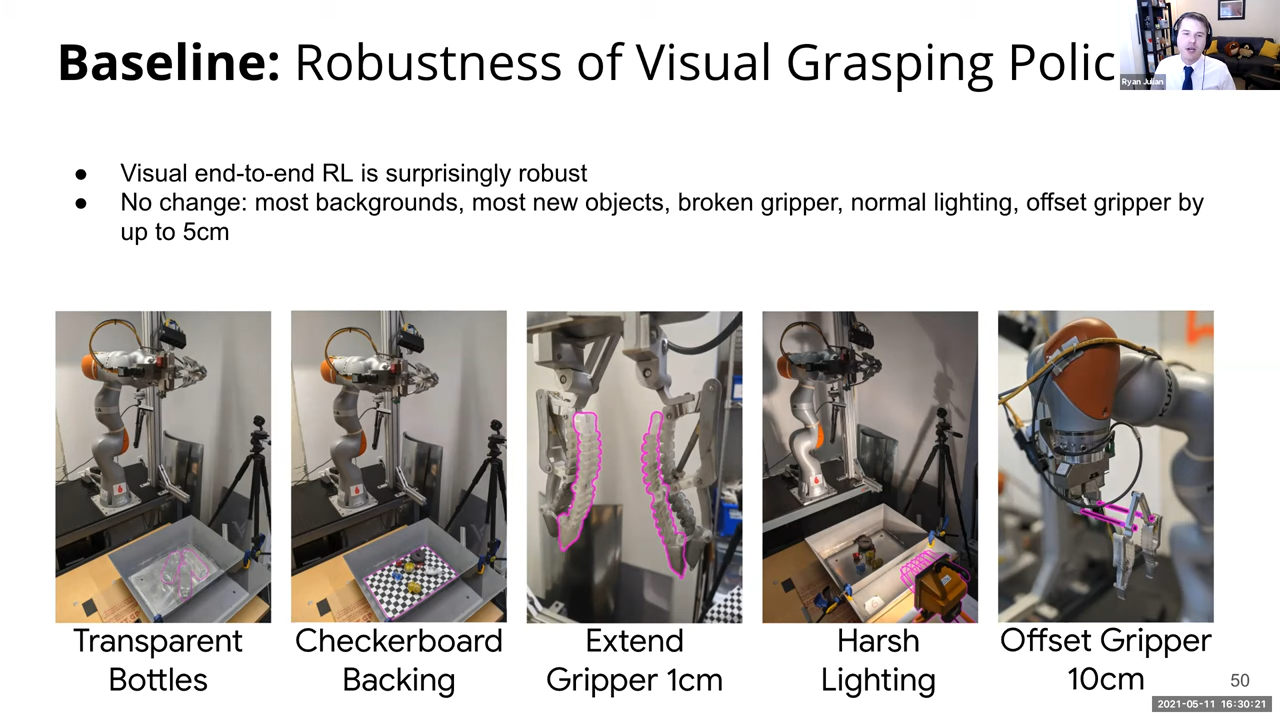 Baseline: Robustness of Visual Grasping Polic
Ryan Julian
● Visual end-to-end RL is surprisingly robust
● No change: most backgrounds, most new objects, broken gripper, normal lighting, offset gripper by
up to 5cm
Transparent
Bottles
Checkerboard
Backing
Extend
Gripper 1cm
Harsh
Lighting
Offset Gripper
10cm
50
2021-05-11 16:30:21